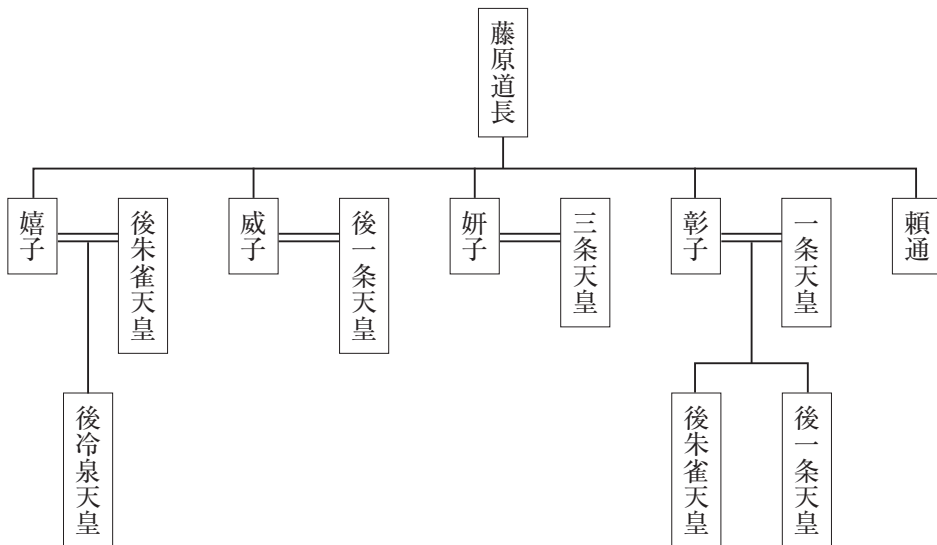 藤原道長
頼通
一条天皇
彰子
三条天皇
妍子
後一条天皇
威子
後朱雀天皇
嬉子
後一条天皇
後朱雀天皇
後冷泉天皇